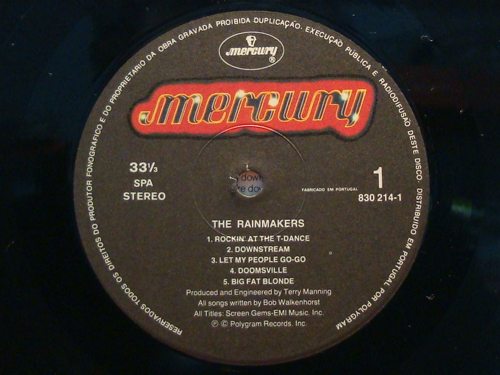 RESERVADOS TODOS OS DIREITOS DO PRODUTOR FONOGRAFICO E DO PROPRIETARIO DA OBRA GRAVADA PROIBIDA DUPLICAÇÃO, EXECUÇÃO PÚBLICA E RADIODIFUSÃO DESTE DISCO DISTRIBUIDO EM PORTUGAL POR POLYGRAM
mercury
®
mercury
33⅓
SPA
STEREO
1
FABRICADO EM PORTUGAL
830 214-1
THE RAINMAKERS
1. ROCKIN' AT THE T-DANCE
2. DOWNSTREAM
3. LET MY PEOPLE GO-GO
4. DOOMSVILLE
5. BIG FAT BLONDE
Produced and Engineered by Terry Manning
All songs written by Bob Walkenhorst
All Titles: Screen Gems-EMI Music, Inc.
Ⓟ © Polygram Records. Inc.